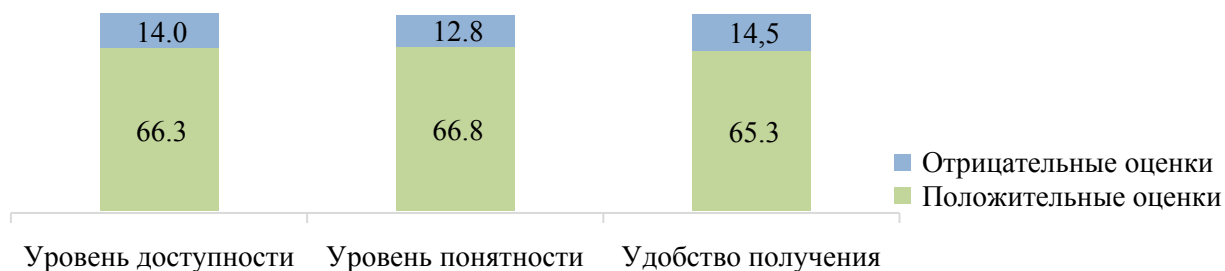 14.0 12.8 14,5
66.3 66.8 65.3
Отрицательные оценки
Положительные оценки
Уровень доступности Уровень понятности Удобство получения